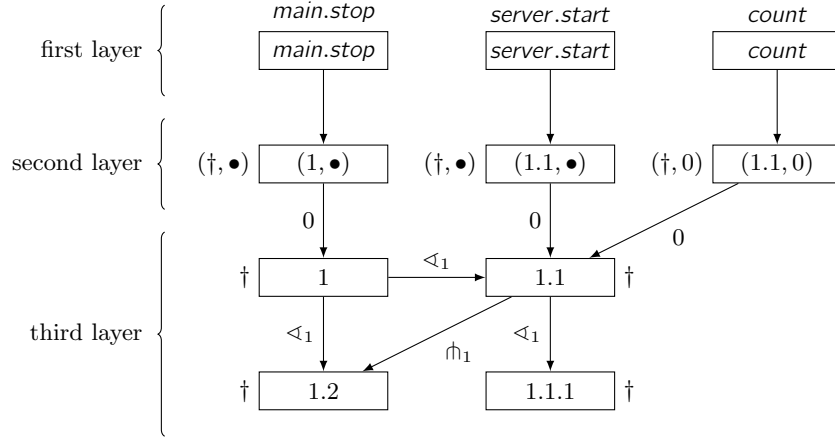 main.stop server.start count
first layer main.stop server.start count
second layer (†, •) (1, •) (†, •) (1.1, •) (†, 0) (1.1, 0)
0 0 0
† 1 ⋖₁ 1.1 †
third layer ⋖₁ ⋔₁ ⋖₁
† 1.2 1.1.1 †